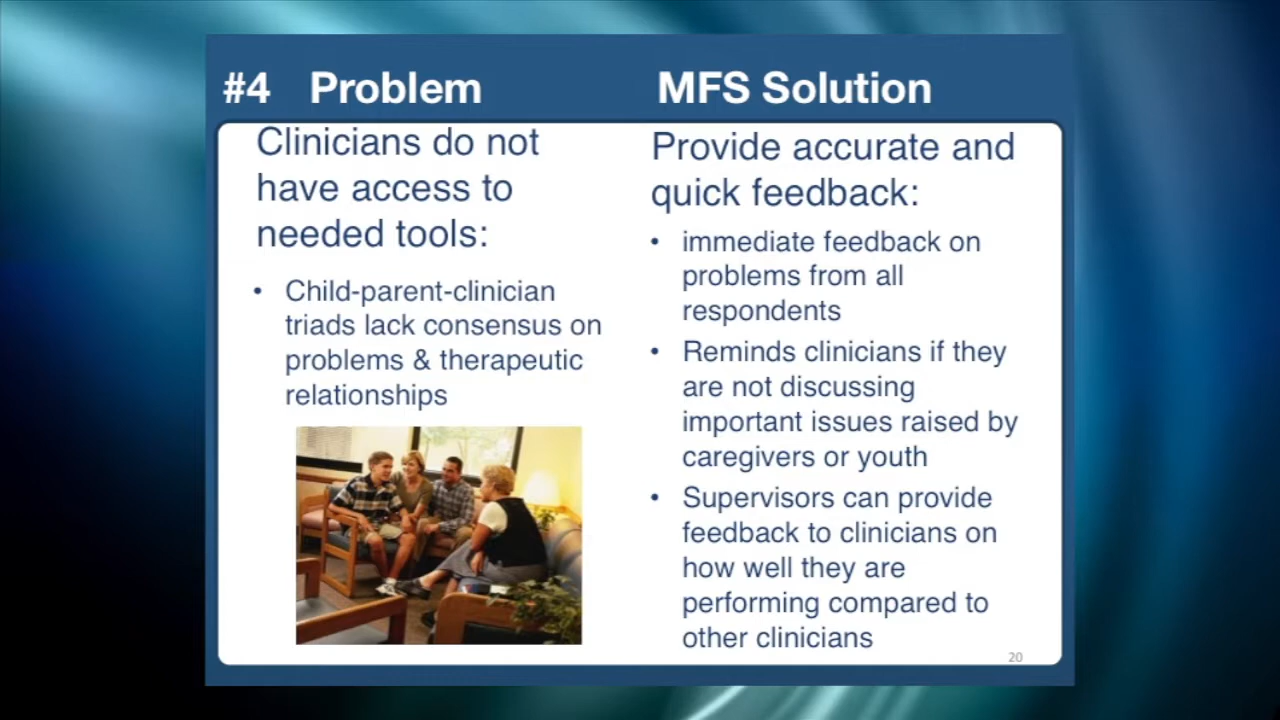 #4 Problem
MFS Solution
Clinicians do not
have access to
needed tools:
• Child-parent-clinician
triads lack consensus on
problems & therapeutic
relationships
Provide accurate and
quick feedback:
• immediate feedback on
problems from all
respondents
• Reminds clinicians if they
are not discussing
important issues raised by
caregivers or youth
• Supervisors can provide
feedback to clinicians on
how well they are
performing compared to
other clinicians
20